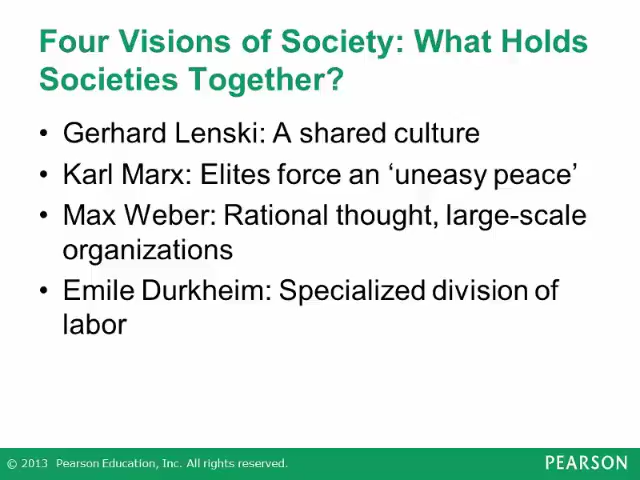 Four Visions of Society: What Holds
Societies Together?
• Gerhard Lenski: A shared culture
• Karl Marx: Elites force an ‘uneasy peace’
• Max Weber: Rational thought, large-scale
organizations
• Emile Durkheim: Specialized division of
labor
© 2013 Pearson Education, Inc. All rights reserved.
PEARSON